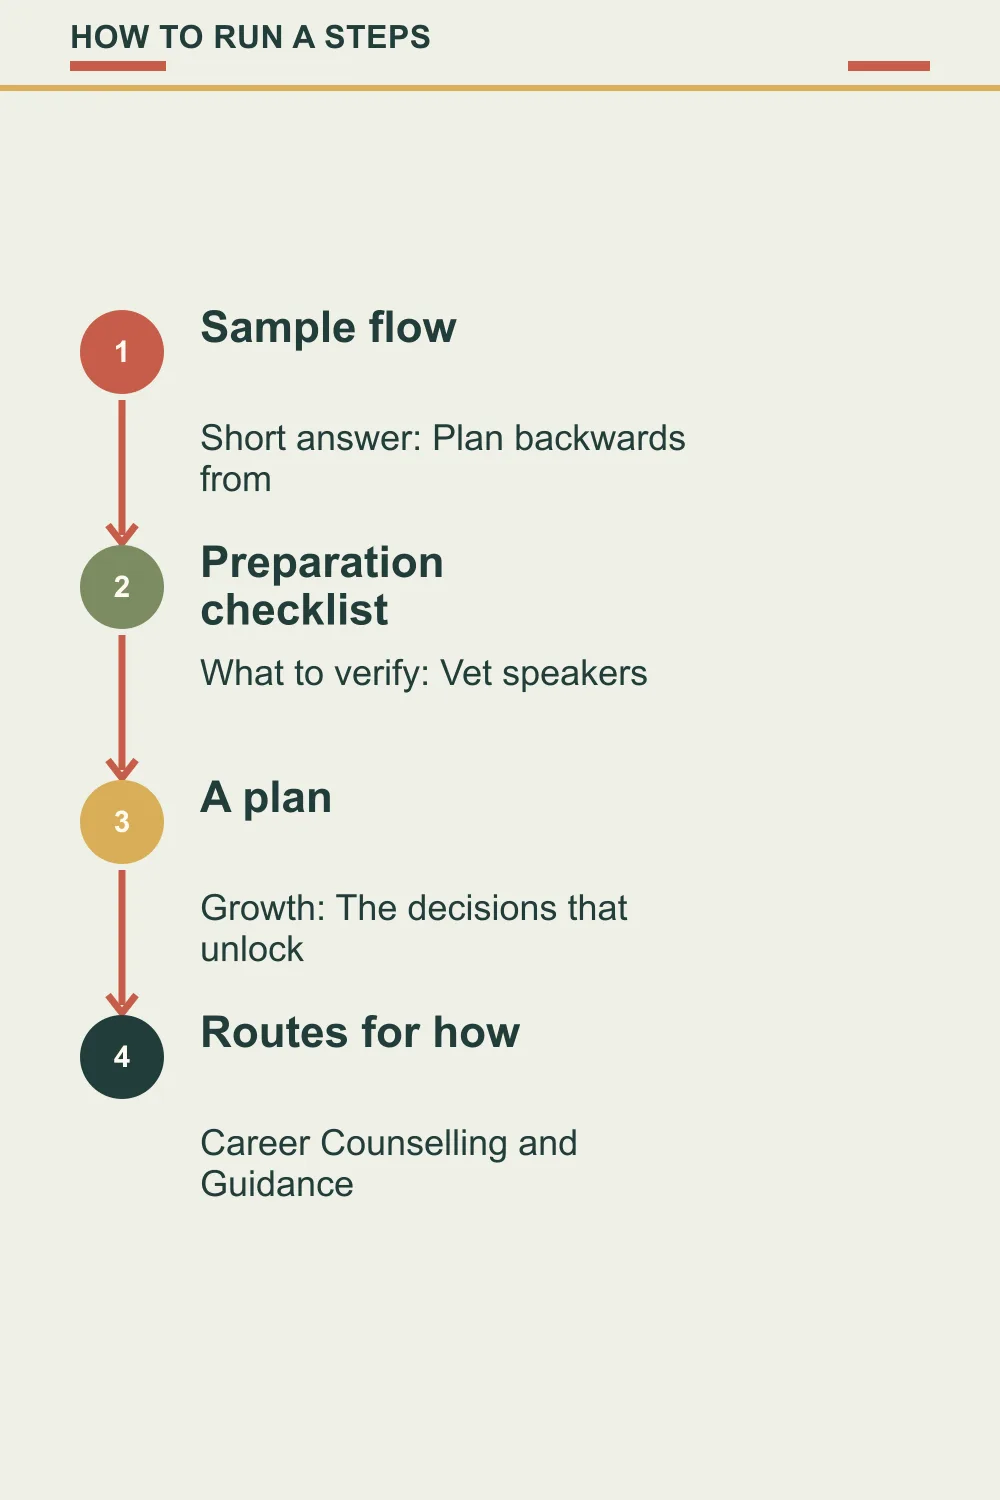 HOW TO RUN A STEPS
1
Sample flow
Short answer: Plan backwards
from
2
Preparation
checklist
What to verify: Vet speakers
3
A plan
Growth: The decisions that
unlock
4
Routes for how
Career Counselling and
Guidance